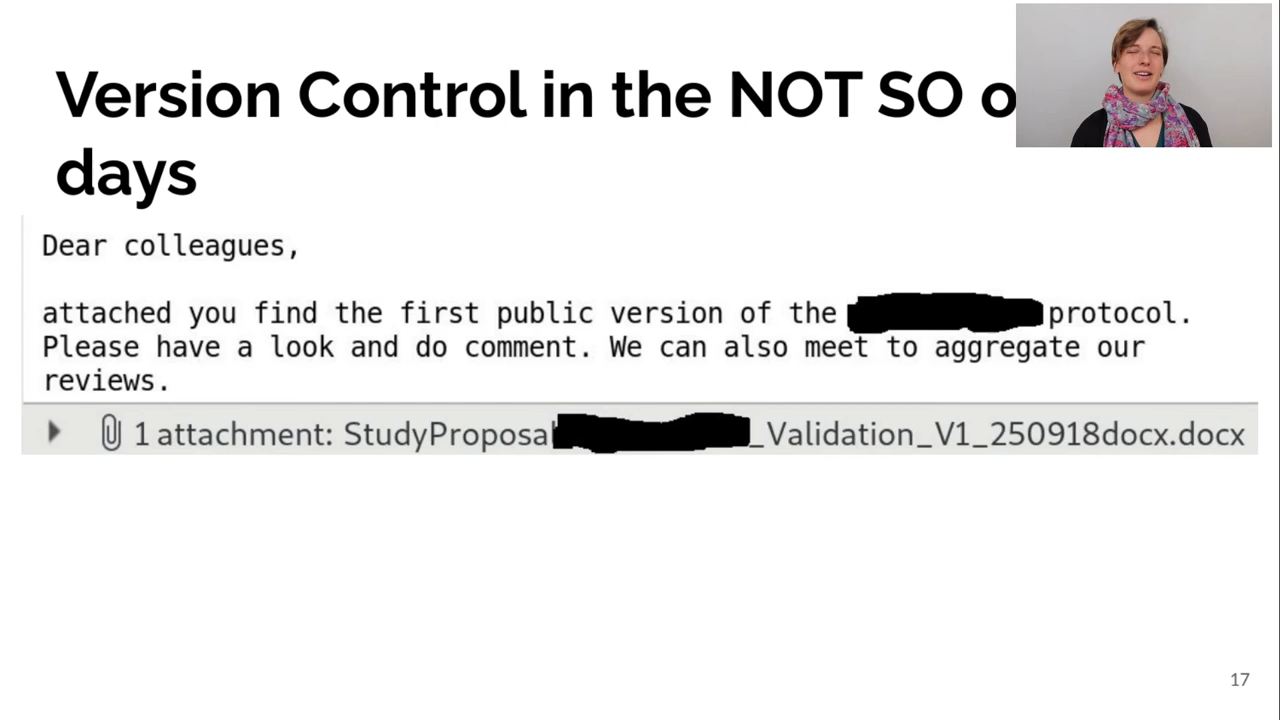 Version Control in the NOT SO
days
Dear colleagues,
attached you find the first public version of the protocol.
Please have a look and do comment. We can also meet to aggregate our
reviews.
1 attachment: StudyProposal _Validation_V1_250918docx.docx
17